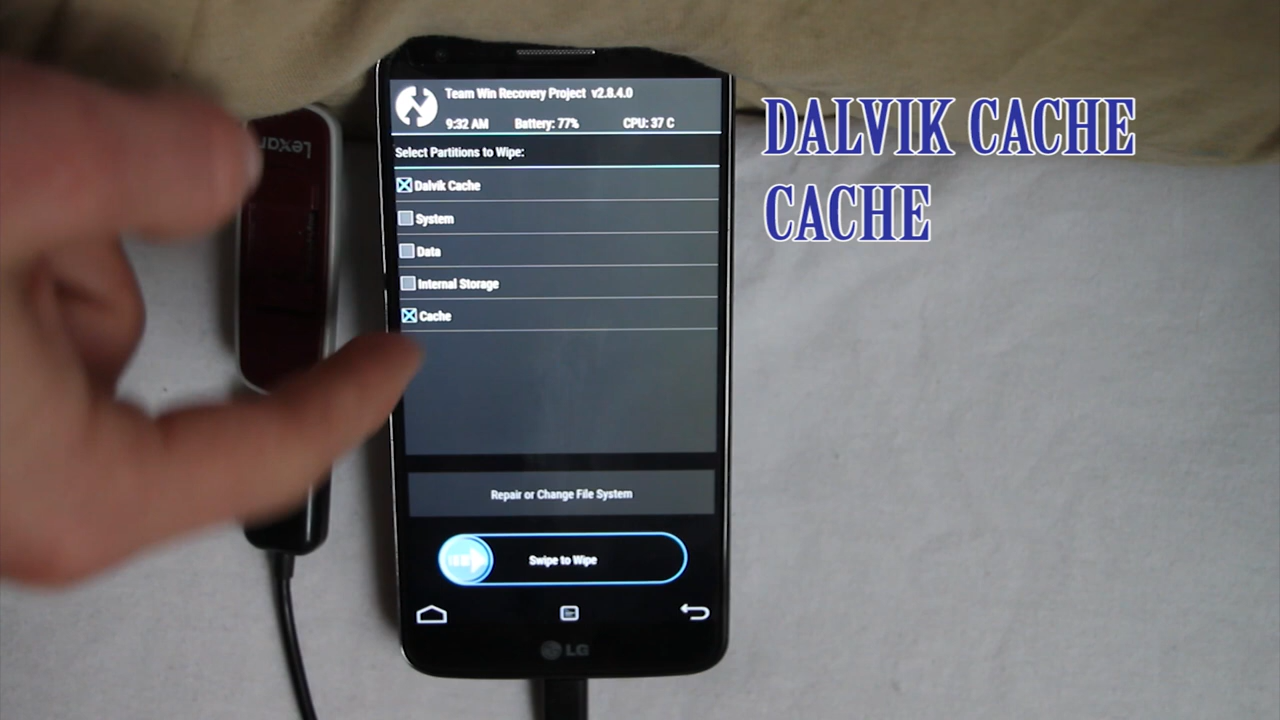 Team Win Recovery Project v2.8.4.0
9:32 AM Battery: 77% CPU: 37 C
Select Partitions to Wipe:
Dalvik Cache
System
Data
Internal Storage
Cache
Repair or Change File System
Swipe to Wipe
LG
Lexar
DALVIK CACHE
CACHE